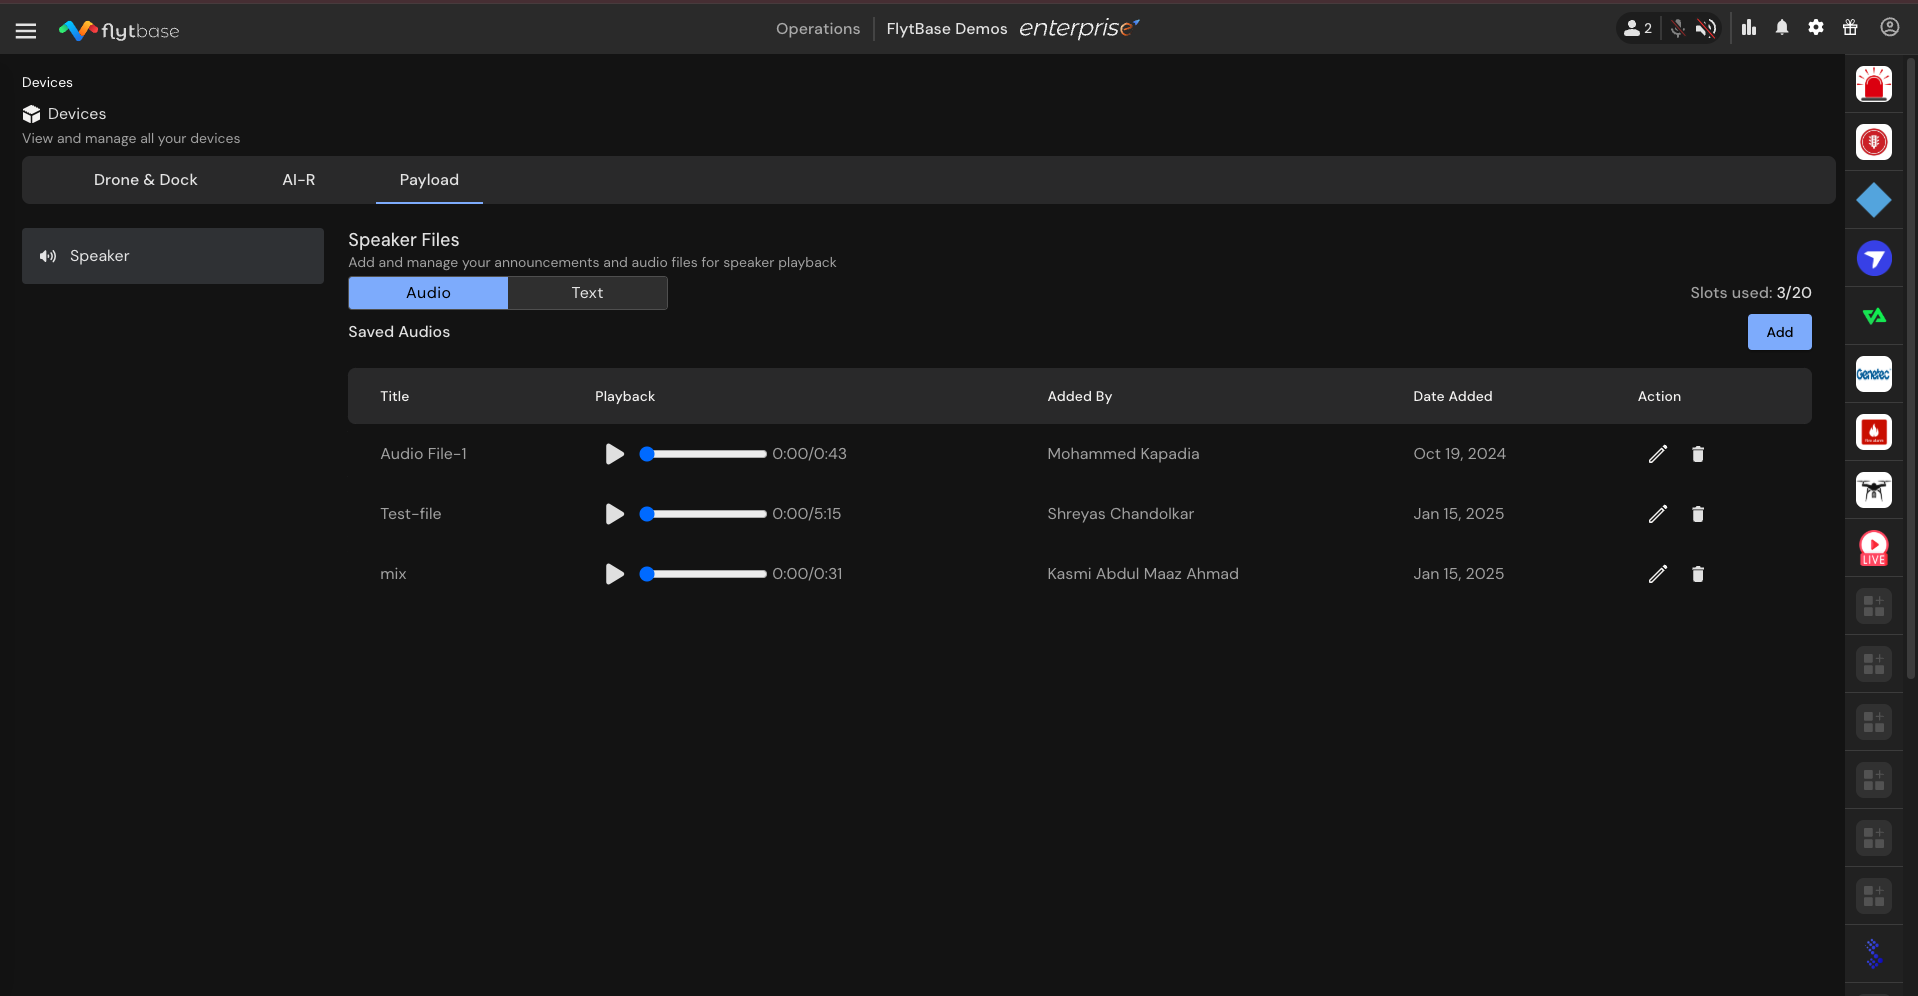 flytbase
Operations FlytBase Demos enterprise
2
Devices
Devices
View and manage all your devices
Drone & Dock AI-R Payload
Speaker
Speaker Files
Add and manage your announcements and audio files for speaker playback
Audio Text
Slots used: 3/20
Saved Audios
Add
Title Playback Added By Date Added Action
Audio File-1 0:00/0:43 Mohammed Kapadia Oct 19, 2024
Test-file 0:00/5:15 Shreyas Chandolkar Jan 15, 2025
mix 0:00/0:31 Kasmi Abdul Maaz Ahmad Jan 15, 2025
Genetec
LIVE